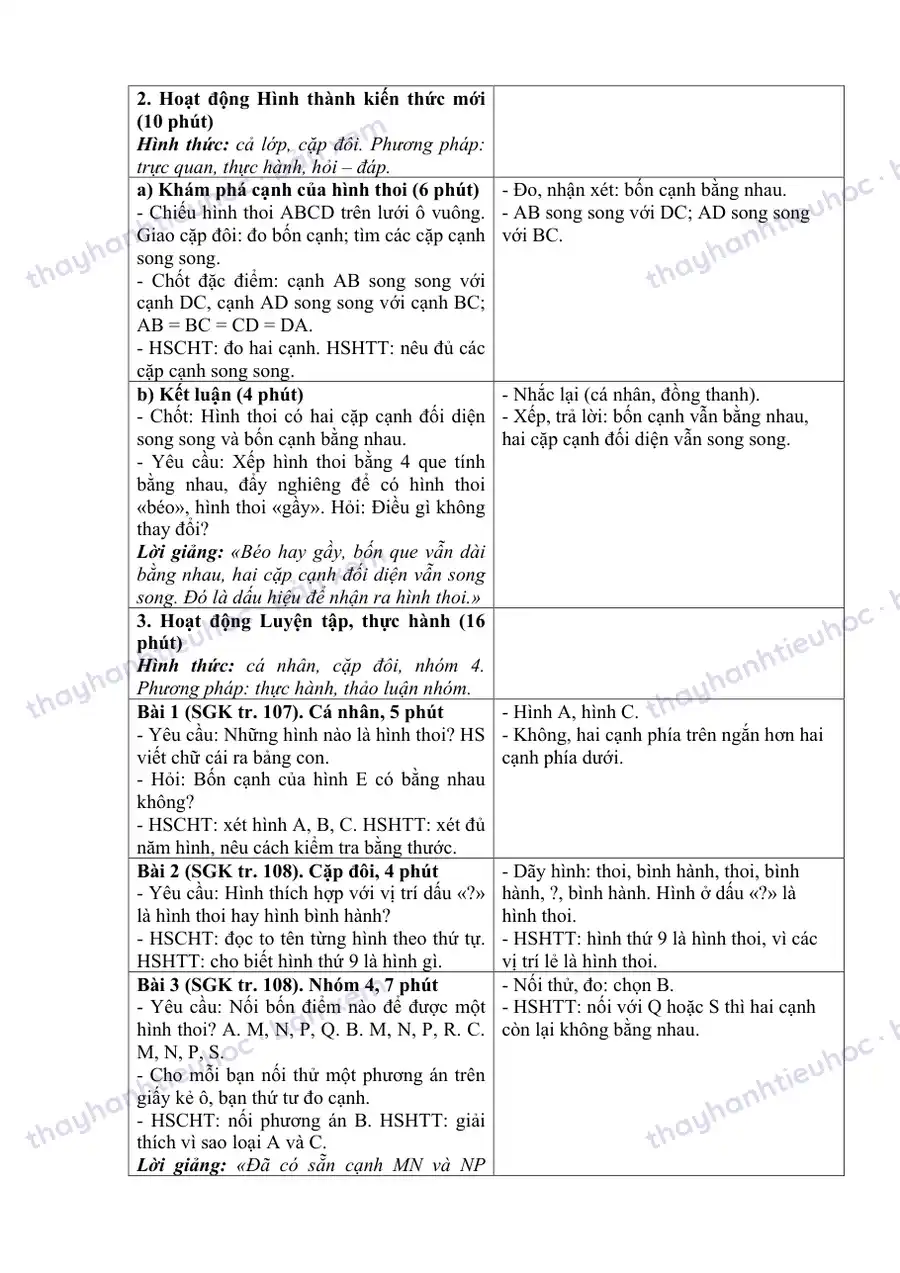 2. Hoạt động Hình thành kiến thức mới
(10 phút)
Hình thức: cả lớp, cặp đôi. Phương pháp:
trực quan, thực hành, hỏi – đáp.
a) Khám phá cạnh của hình thoi (6 phút)
- Chiếu hình thoi ABCD trên lưới ô vuông.
Giao cặp đôi: đo bốn cạnh; tìm các cặp cạnh
song song.
- Chốt đặc điểm: cạnh AB song song với
cạnh DC, cạnh AD song song với cạnh BC;
AB = BC = CD = DA.
- HSCHT: đo hai cạnh. HSHTT: nêu đủ các
cặp cạnh song song.
- Đo, nhận xét: bốn cạnh bằng nhau.
- AB song song với DC; AD song song
với BC.
b) Kết luận (4 phút)
- Chốt: Hình thoi có hai cặp cạnh đối diện
song song và bốn cạnh bằng nhau.
- Yêu cầu: Xếp hình thoi bằng 4 que tính
bằng nhau, đẩy nghiêng để có hình thoi
«béo», hình thoi «gầy». Hỏi: Điều gì không
thay đổi?
Lời giảng: «Béo hay gầy, bốn que vẫn dài
bằng nhau, hai cặp cạnh đối diện vẫn song
song. Đó là dấu hiệu để nhận ra hình thoi.»
- Nhắc lại (cá nhân, đồng thanh).
- Xếp, trả lời: bốn cạnh vẫn bằng nhau,
hai cặp cạnh đối diện vẫn song song.
3. Hoạt động Luyện tập, thực hành (16
phút)
Hình thức: cá nhân, cặp đôi, nhóm 4.
Phương pháp: thực hành, thảo luận nhóm.
Bài 1 (SGK tr. 107). Cá nhân, 5 phút
- Yêu cầu: Những hình nào là hình thoi? HS
viết chữ cái ra bảng con.
- Hỏi: Bốn cạnh của hình E có bằng nhau
không?
- HSCHT: xét hình A, B, C. HSHTT: xét đủ
năm hình, nêu cách kiểm tra bằng thước.
- Hình A, hình C.
- Không, hai cạnh phía trên ngắn hơn hai
cạnh phía dưới.
Bài 2 (SGK tr. 108). Cặp đôi, 4 phút
- Yêu cầu: Hình thích hợp với vị trí dấu «?»
là hình thoi hay hình bình hành?
- HSCHT: đọc to tên từng hình theo thứ tự.
HSHTT: cho biết hình thứ 9 là hình gì.
- Dãy hình: thoi, bình hành, thoi, bình
hành, ?, bình hành. Hình ở dấu «?» là
hình thoi.
- HSHTT: hình thứ 9 là hình thoi, vì các
vị trí lẻ là hình thoi.
Bài 3 (SGK tr. 108). Nhóm 4, 7 phút
- Yêu cầu: Nối bốn điểm nào để được một
hình thoi? A. M, N, P, Q. B. M, N, P, R. C.
M, N, P, S.
- Cho mỗi bạn nối thử một phương án trên
giấy kẻ ô, bạn thứ tư đo cạnh.
- HSCHT: nối phương án B. HSHTT: giải
thích vì sao loại A và C.
Lời giảng: «Đã có sẵn cạnh MN và NP
- Nối thử, đo: chọn B.
- HSHTT: nối với Q hoặc S thì hai cạnh
còn lại không bằng nhau.
thayhanhtieuhoc · bản xem
thayhanhtieuhoc · b
thayhanhtieuhoc · bản xem
thayhanhtieuhoc · b
thayhanhtieuhoc · bản xem
thayhanhtieuhoc · b